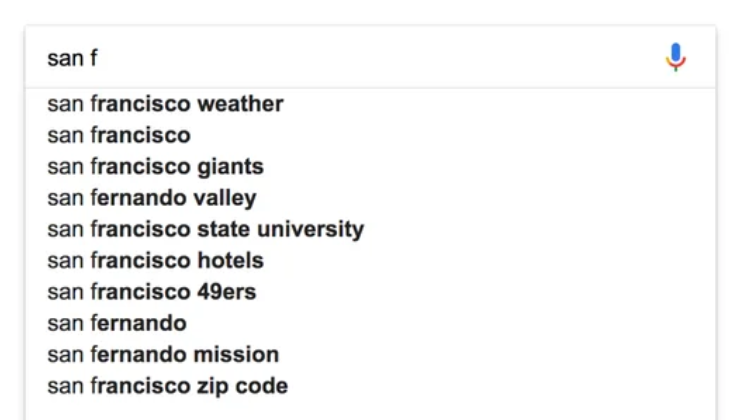 san f
san francisco weather
san francisco
san francisco giants
san fernando valley
san francisco state university
san francisco hotels
san francisco 49ers
san fernando
san fernando mission
san francisco zip code